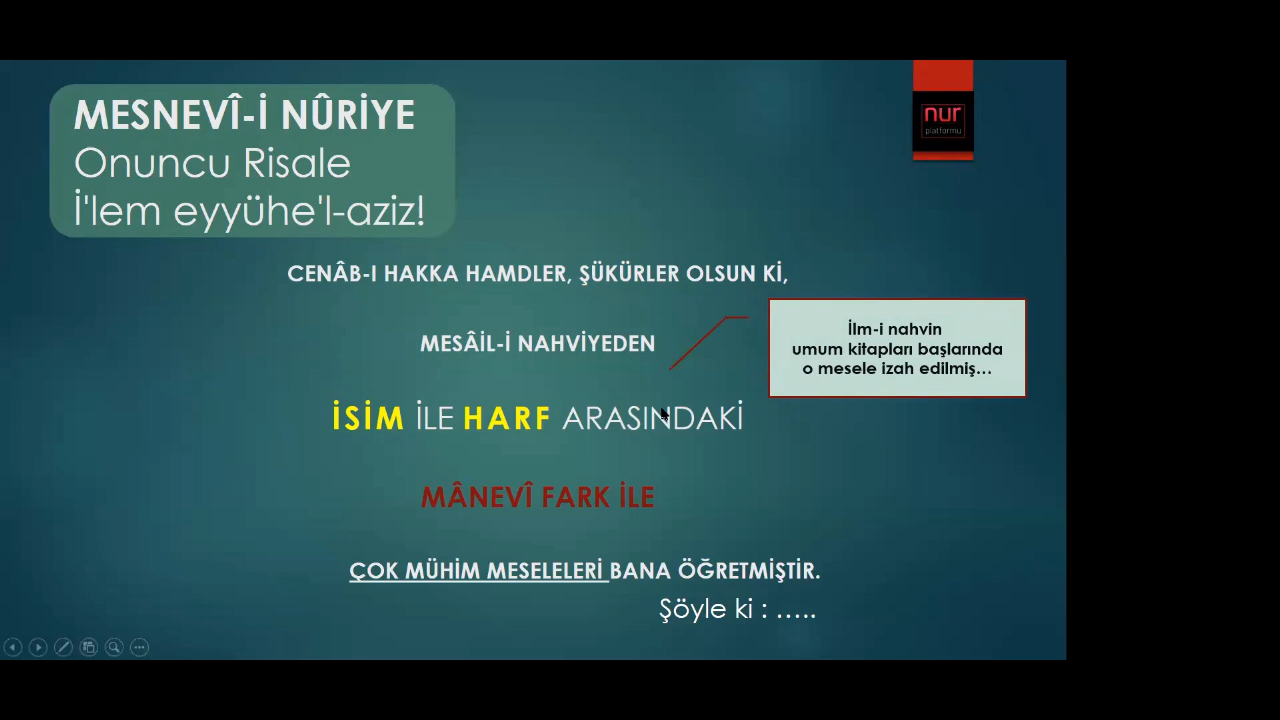 MESNEVÎ-İ NÛRİYE
Onuncu Risale
İ'lem eyyühe'l-aziz!
nur
platformu
CENÂB-I HAKKA HAMDLER, ŞÜKÜRLER OLSUN Kİ,
MESÂİL-İ NAHVİYEDEN
İlm-i nahvin
umum kitapları başlarında
o mesele izah edilmiş...
İSİM İLE HARF ARASINDAKİ
MÂNEVÎ FARK İLE
ÇOK MÜHİM MESELELERİ BANA ÖĞRETMİŞTİR.
Şöyle ki : .....